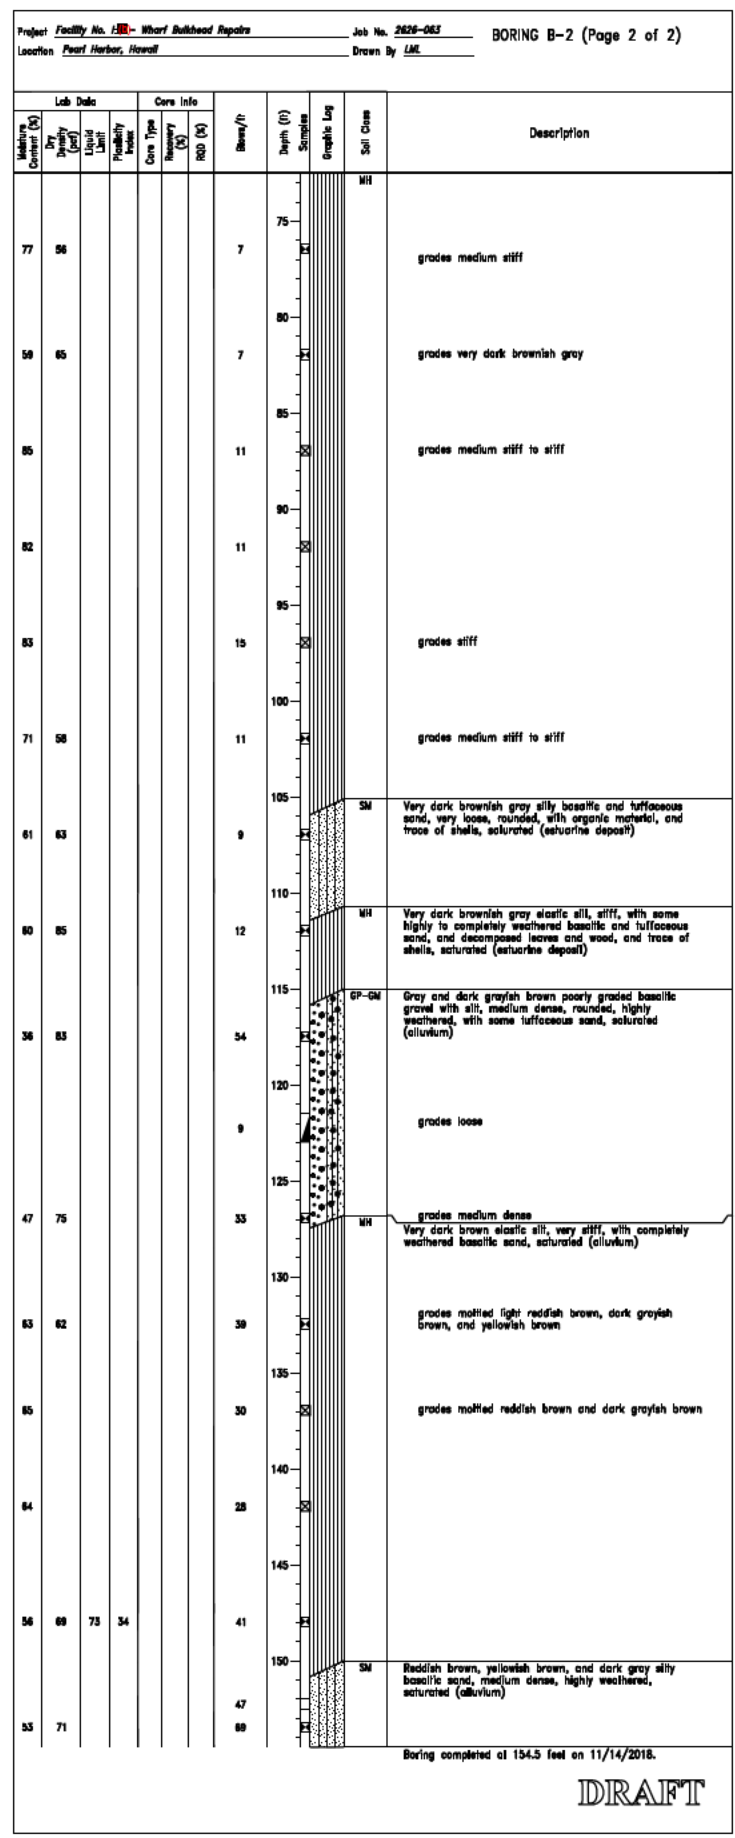 Project Facility No. - Wharf Bulkhead Repairs
Job No. 2626-063
BORING B-2 (Page 2 of 2)
Location Pearl Harbor, Hawaii
Drawn By LML
Lab Data
Core Info
Moisture Content (%)
Dry Density (pcf)
Liquid Limit
Plasticity Index
Core Type
Recovery (%)
RQD (%)
Blows/ft
Depth (ft)
Samples
Graphic Log
Soil Class
Description
MH
75
77 56 7 grades medium stiff
80
59 65 7 grades very dark brownish gray
85
85 11 grades medium stiff to stiff
90
82 11
95
83 15 grades stiff
100
71 58 11 grades medium stiff to stiff
105
SM Very dark brownish gray silty basaltic and tuffaceous
sand, very loose, rounded, with organic material, and
trace of shells, saturated (estuarine deposit)
61 63 9
110
MH Very dark brownish gray elastic silt, stiff, with some
highly to completely weathered basaltic and tuffaceous
sand, and decomposed leaves and wood, and trace of
shells, saturated (estuarine deposit)
60 85 12
115
GP-GM Gray and dark grayish brown poorly graded basaltic
gravel with silt, medium dense, rounded, highly
weathered, with some tuffaceous sand, saturated
(alluvium)
36 83 54
120
9 grades loose
125
47 75 33 grades medium dense
MH Very dark brown elastic silt, very stiff, with completely
weathered basaltic sand, saturated (alluvium)
130
63 62 39 grades mottled light reddish brown, dark grayish
brown, and yellowish brown
135
65 30 grades mottled reddish brown and dark grayish brown
140
64 28
145
56 69 73 34 41
150
SM Reddish brown, yellowish brown, and dark gray silty
basaltic sand, medium dense, highly weathered,
saturated (alluvium)
47
53 71 69
Boring completed at 154.5 feet on 11/14/2018.
DRAFT